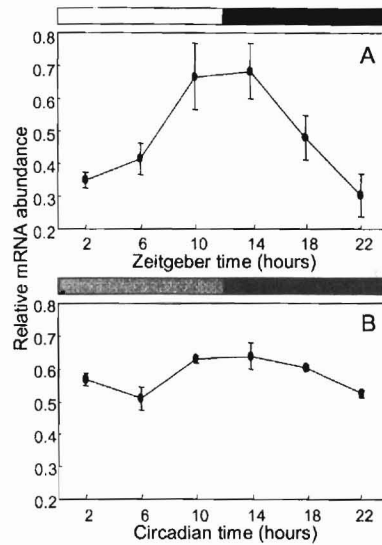 A
0.8
0.7
0.6
0.5
0.4
0.3
0.2
2 6 10 14 18 22
Zeitgeber time (hours)
Relative mRNA abundance
B
0.8
0.7
0.6
0.5
0.4
0.3
0.2
2 6 10 14 18 22
Circadian time (hours)